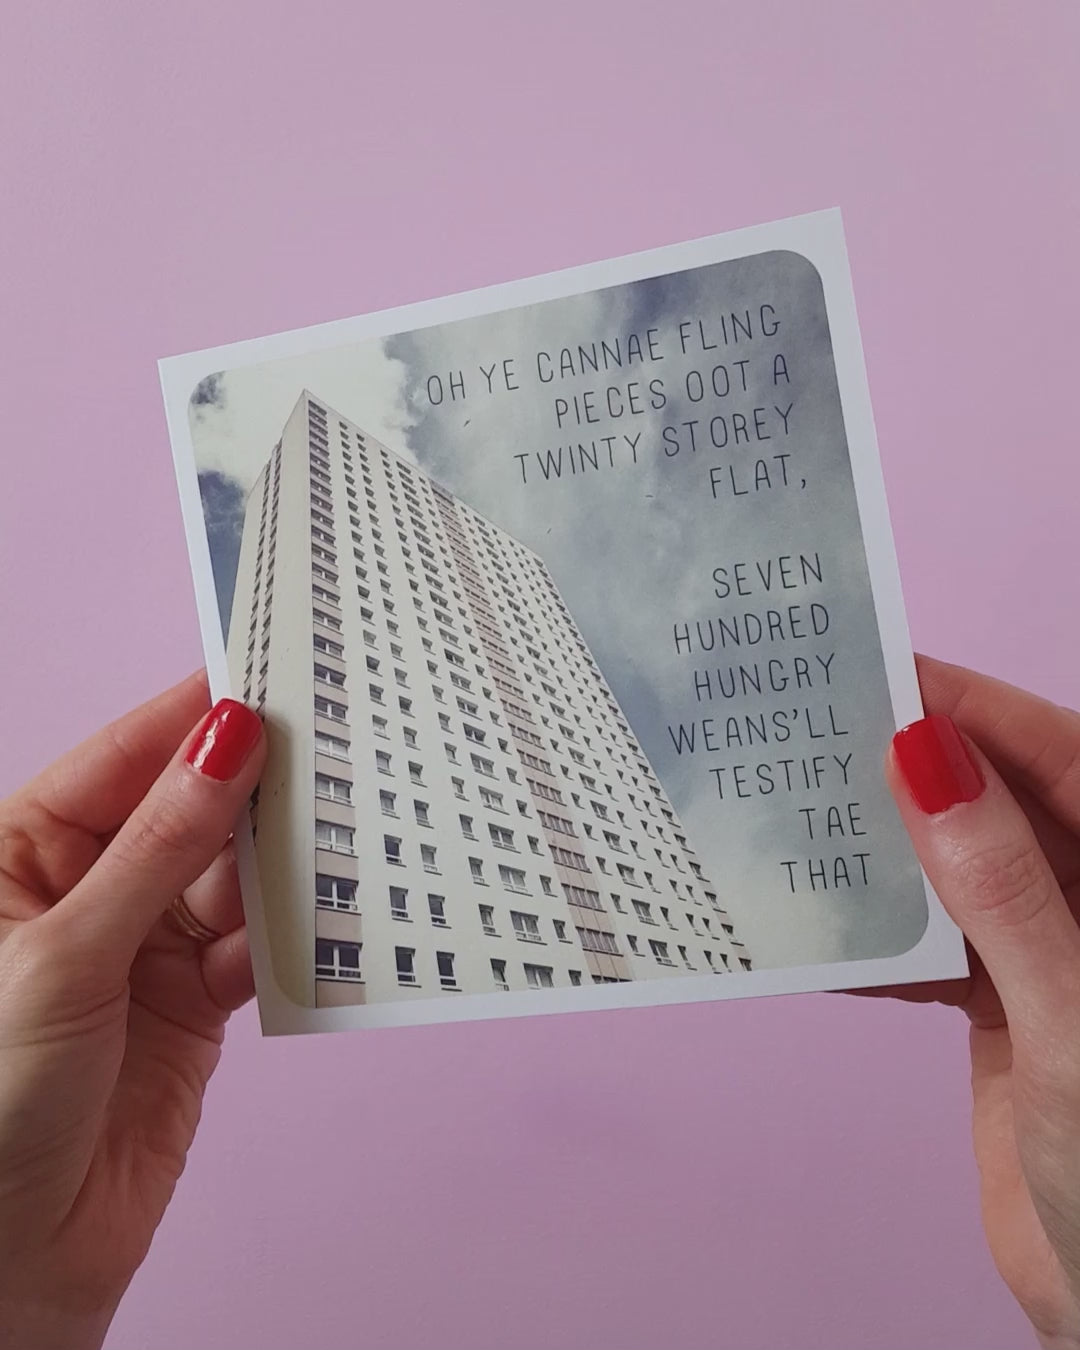 OH YE CANNAE FLING
PIECES OOT A
TWINTY STOREY
FLAT,
SEVEN
HUNDRED
HUNGRY
WEANS'LL
TESTIFY
TAE
THAT